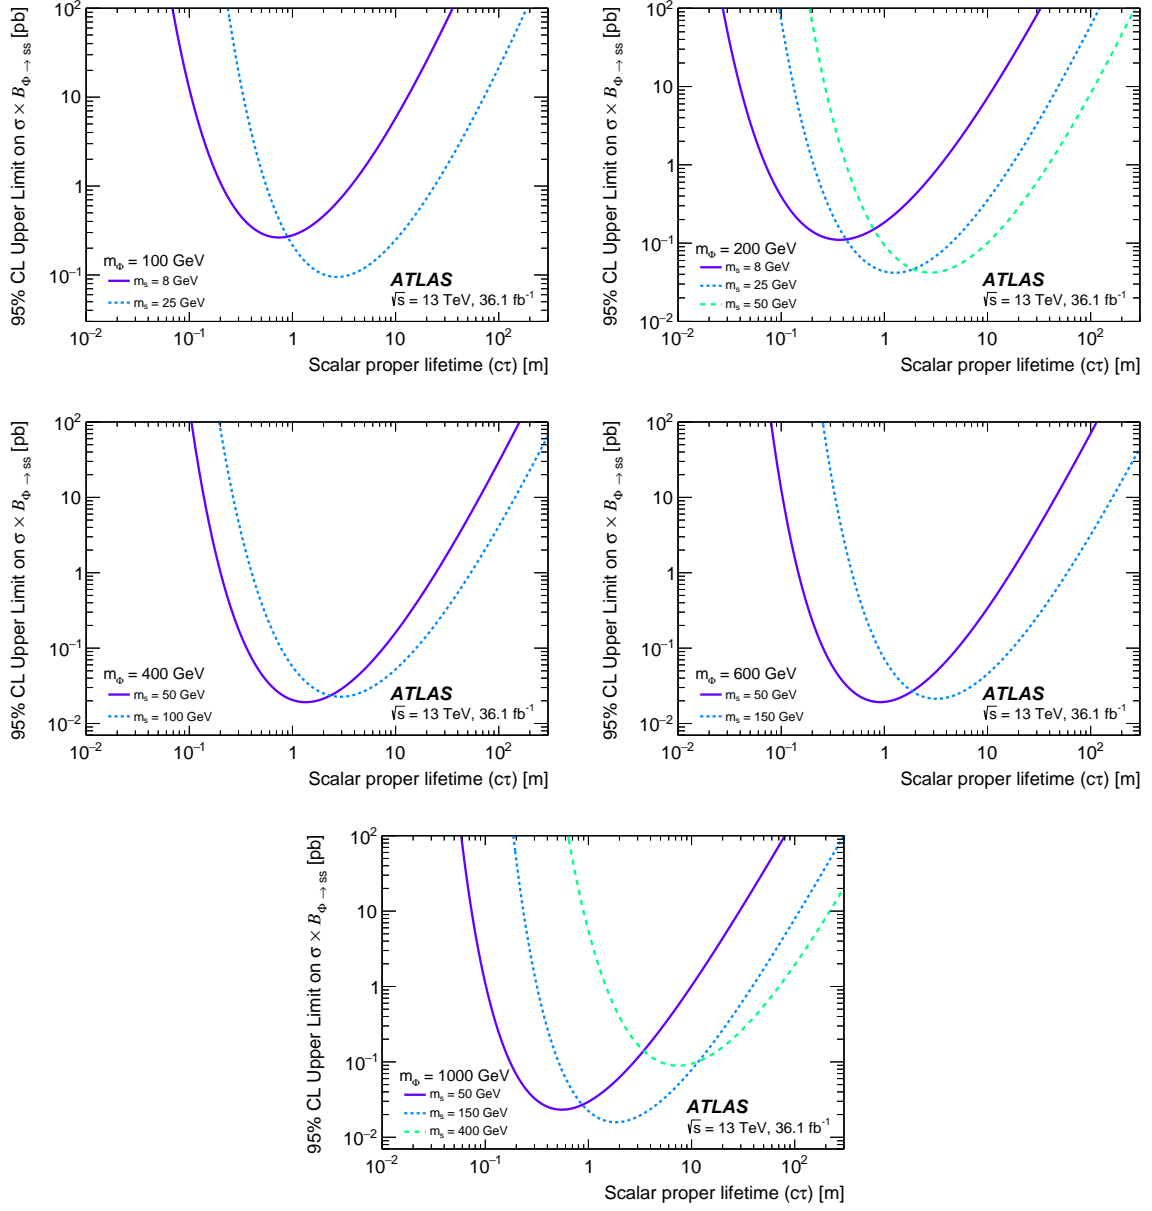 95% CL Upper Limit on σ × B_Φ → ss [pb]
10²
10
1
10⁻¹
m_Φ = 100 GeV
m_s = 8 GeV
m_s = 25 GeV
ATLAS
√s = 13 TeV, 36.1 fb⁻¹
10⁻² 10⁻¹ 1 10 10²
Scalar proper lifetime (cτ) [m]
95% CL Upper Limit on σ × B_Φ → ss [pb]
10²
10
1
10⁻¹
10⁻²
m_Φ = 200 GeV
m_s = 8 GeV
m_s = 25 GeV
m_s = 50 GeV
ATLAS
√s = 13 TeV, 36.1 fb⁻¹
10⁻² 10⁻¹ 1 10 10²
Scalar proper lifetime (cτ) [m]
95% CL Upper Limit on σ × B_Φ → ss [pb]
10²
10
1
10⁻¹
10⁻²
m_Φ = 400 GeV
m_s = 50 GeV
m_s = 100 GeV
ATLAS
√s = 13 TeV, 36.1 fb⁻¹
10⁻² 10⁻¹ 1 10 10²
Scalar proper lifetime (cτ) [m]
95% CL Upper Limit on σ × B_Φ → ss [pb]
10²
10
1
10⁻¹
10⁻²
m_Φ = 600 GeV
m_s = 50 GeV
m_s = 150 GeV
ATLAS
√s = 13 TeV, 36.1 fb⁻¹
10⁻² 10⁻¹ 1 10 10²
Scalar proper lifetime (cτ) [m]
95% CL Upper Limit on σ × B_Φ → ss [pb]
10²
10
1
10⁻¹
10⁻²
m_Φ = 1000 GeV
m_s = 50 GeV
m_s = 150 GeV
m_s = 400 GeV
ATLAS
√s = 13 TeV, 36.1 fb⁻¹
10⁻² 10⁻¹ 1 10 10²
Scalar proper lifetime (cτ) [m]